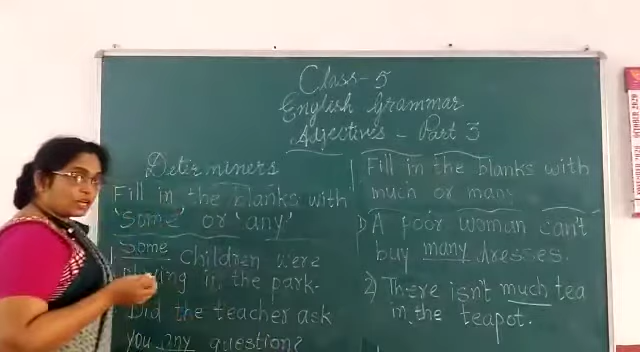 Class - 5
English Grammar
Adjectives - Part 3
Determiners
Fill in the blanks with
'Some' or 'any'
Some children were
playing in the park.
Did the teacher ask
you any question?
Fill in the blanks with
much or many
1) A poor woman can't
buy many dresses.
2) There isn't much tea
in the teapot.
OCTOBER 2020